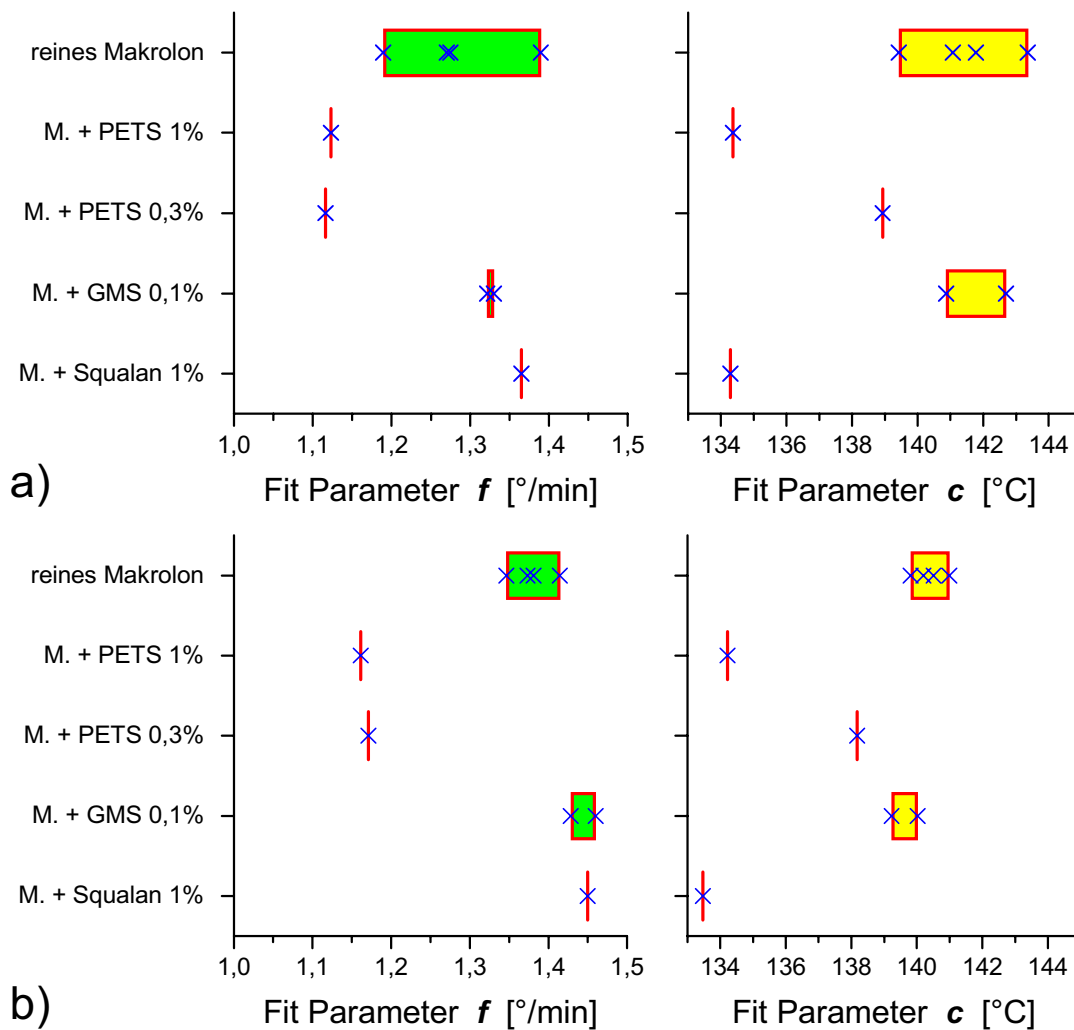 reines Makrolon
M. + PETS 1%
M. + PETS 0,3%
M. + GMS 0,1%
M. + Squalan 1%
1,0 1,1 1,2 1,3 1,4 1,5
134 136 138 140 142 144
a)
Fit Parameter f [°/min]
Fit Parameter c [°C]
reines Makrolon
M. + PETS 1%
M. + PETS 0,3%
M. + GMS 0,1%
M. + Squalan 1%
1,0 1,1 1,2 1,3 1,4 1,5
134 136 138 140 142 144
b)
Fit Parameter f [°/min]
Fit Parameter c [°C]